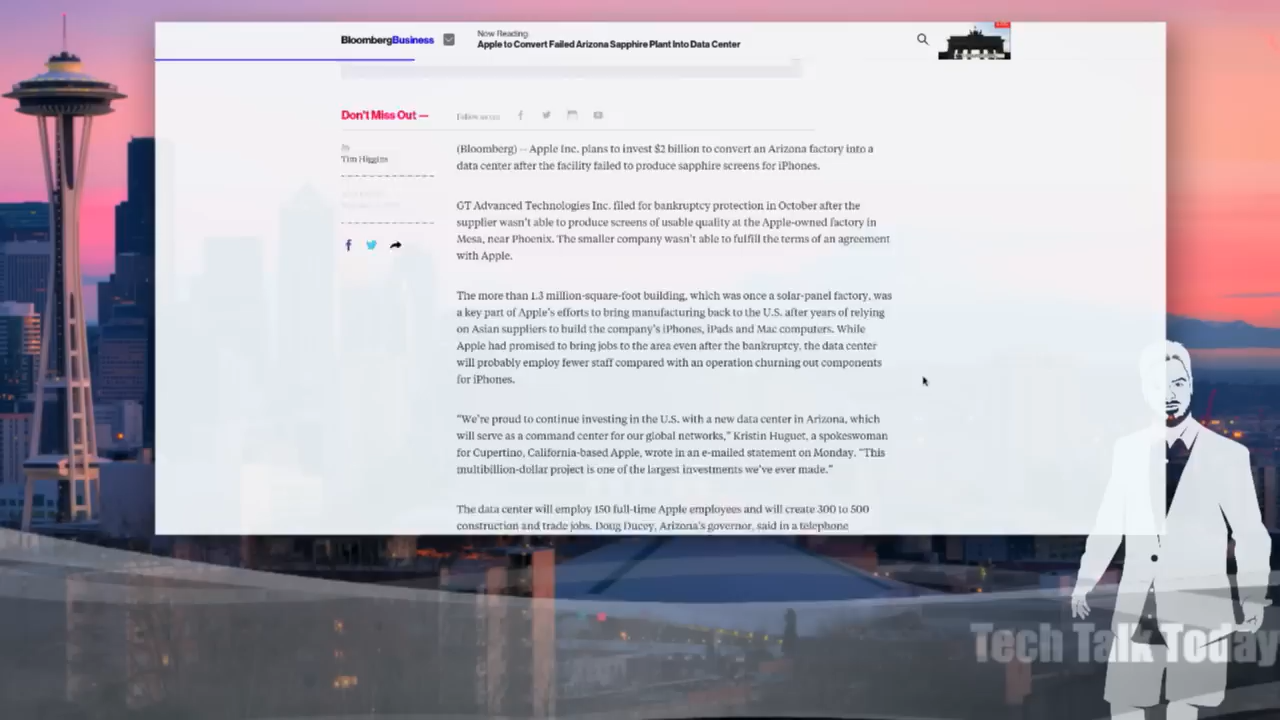 BloombergBusiness
Now Reading:
Apple to Convert Failed Arizona Sapphire Plant Into Data Center
Don't Miss Out —
Follow us on:
By
Tim Higgins
(Bloomberg) -- Apple Inc. plans to invest $2 billion to convert an Arizona factory into a
data center after the facility failed to produce sapphire screens for iPhones.
GT Advanced Technologies Inc. filed for bankruptcy protection in October after the
supplier wasn't able to produce screens of usable quality at the Apple-owned factory in
Mesa, near Phoenix. The smaller company wasn't able to fulfill the terms of an agreement
with Apple.
The more than 1.3 million-square-foot building, which was once a solar-panel factory, was
a key part of Apple's efforts to bring manufacturing back to the U.S. after years of relying
on Asian suppliers to build the company's iPhones, iPads and Mac computers. While
Apple had promised to bring jobs to the area even after the bankruptcy, the data center
will probably employ fewer staff compared with an operation churning out components
for iPhones.
"We're proud to continue investing in the U.S. with a new data center in Arizona, which
will serve as a command center for our global networks," Kristin Huguet, a spokeswoman
for Cupertino, California-based Apple, wrote in an e-mailed statement on Monday. "This
multibillion-dollar project is one of the largest investments we've ever made."
The data center will employ 150 full-time Apple employees and will create 300 to 500
construction and trade jobs, Doug Ducey, Arizona's governor, said in a telephone
Tech Talk Today